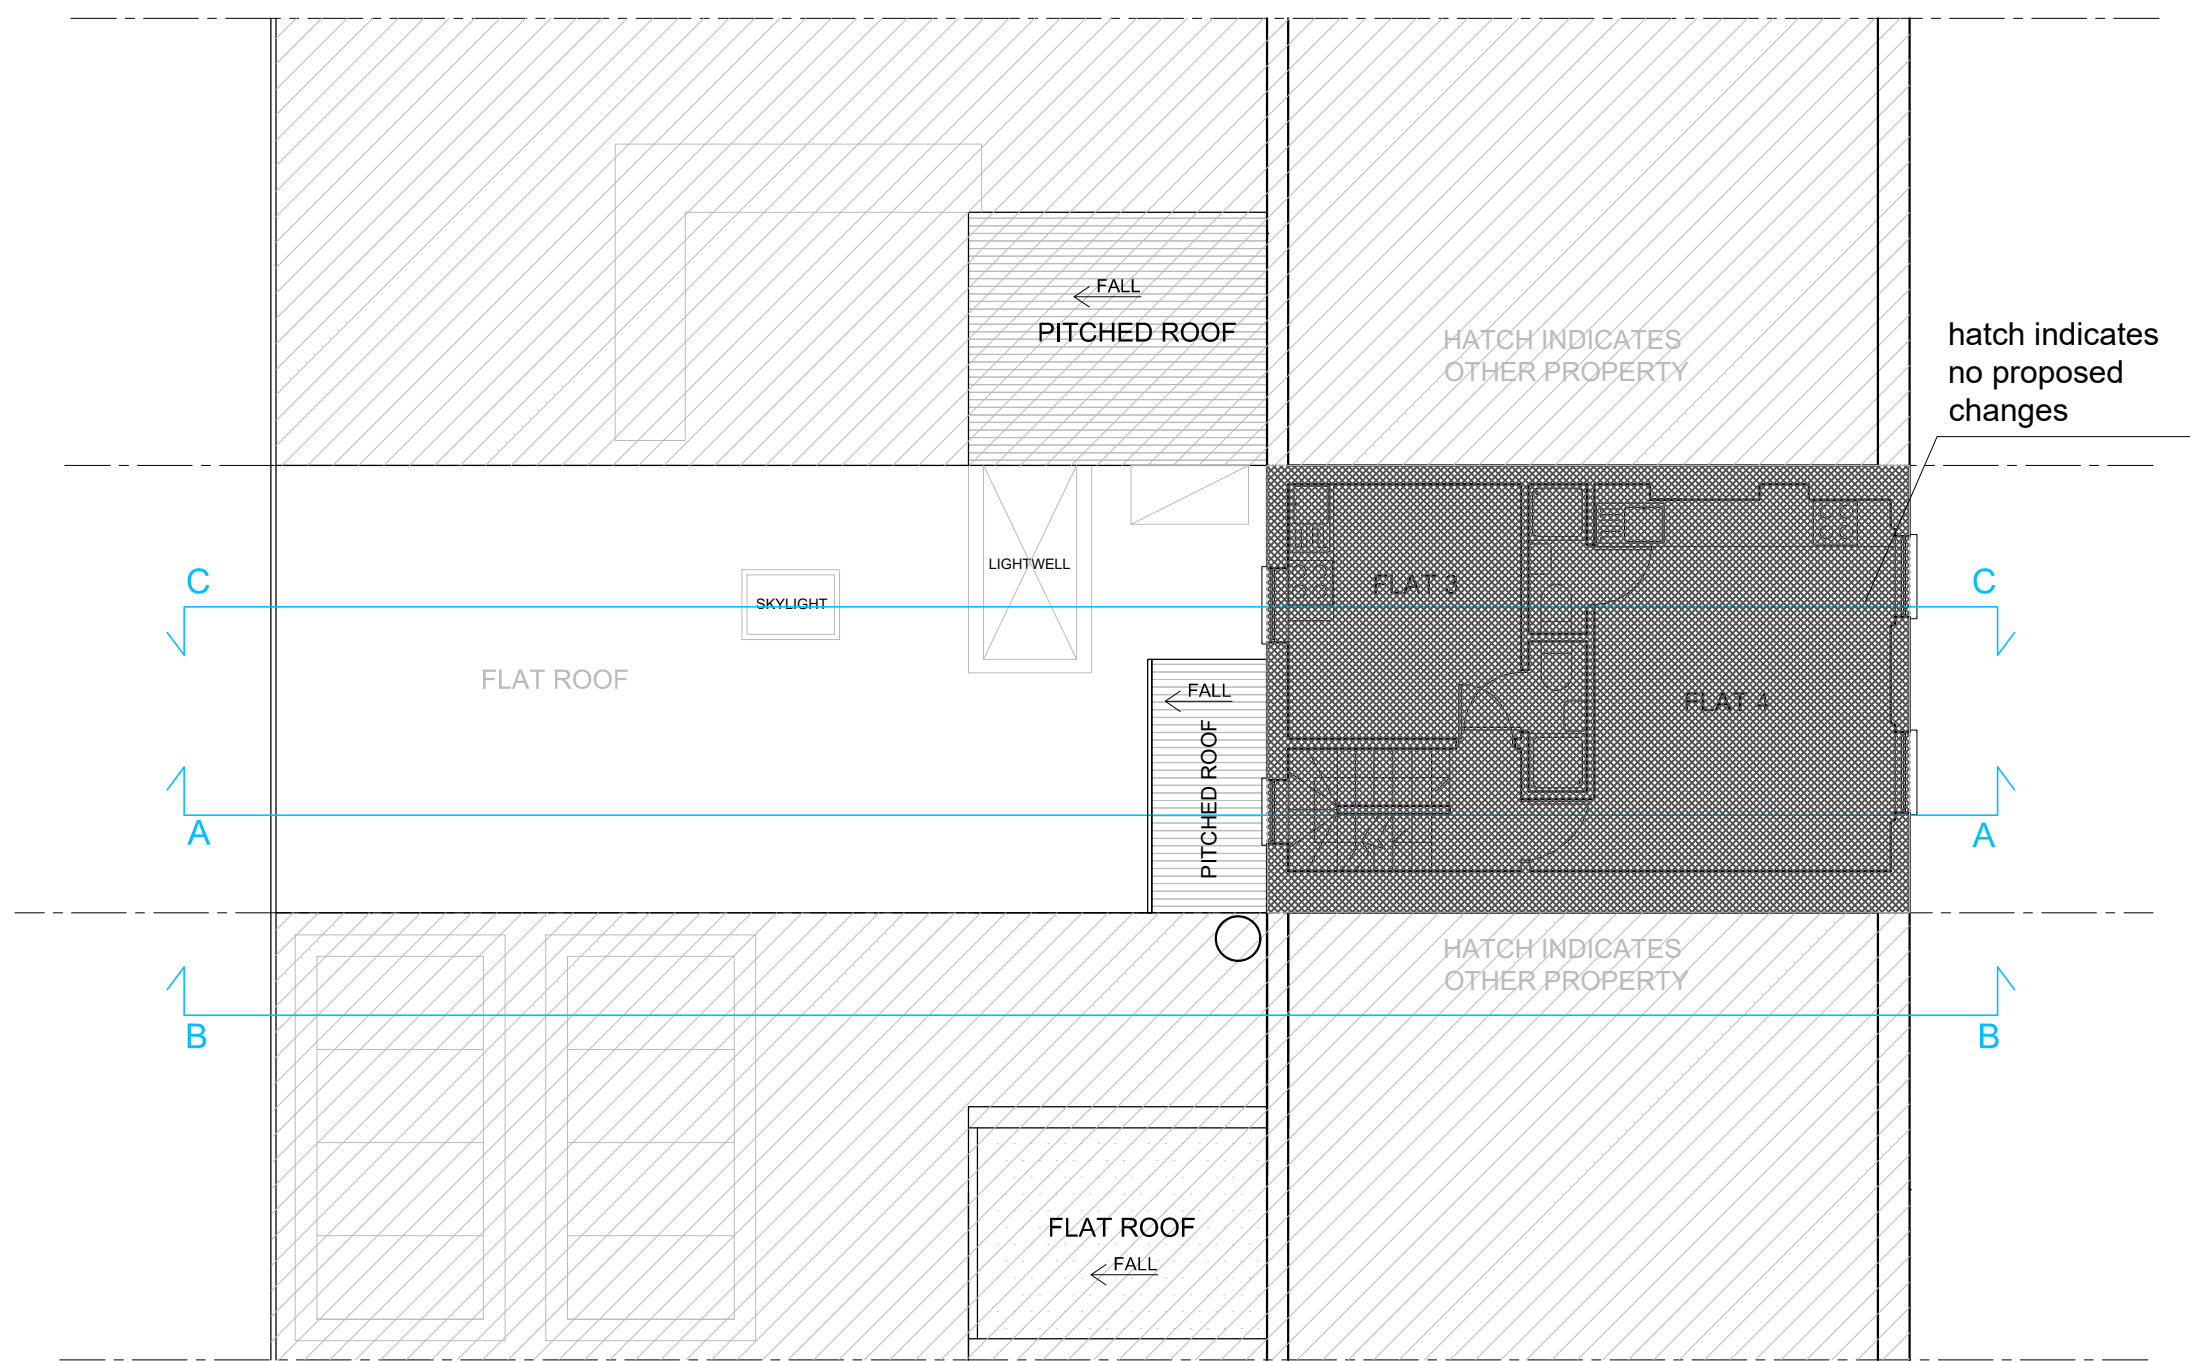 FALL
PITCHED ROOF
HATCH INDICATES
OTHER PROPERTY
hatch indicates
no proposed
changes
LIGHTWELL
C
SKYLIGHT
FLAT 3
C
FLAT ROOF
FALL
PITCHED ROOF
FLAT 4
A
A
HATCH INDICATES
OTHER PROPERTY
B
B
FLAT ROOF
FALL